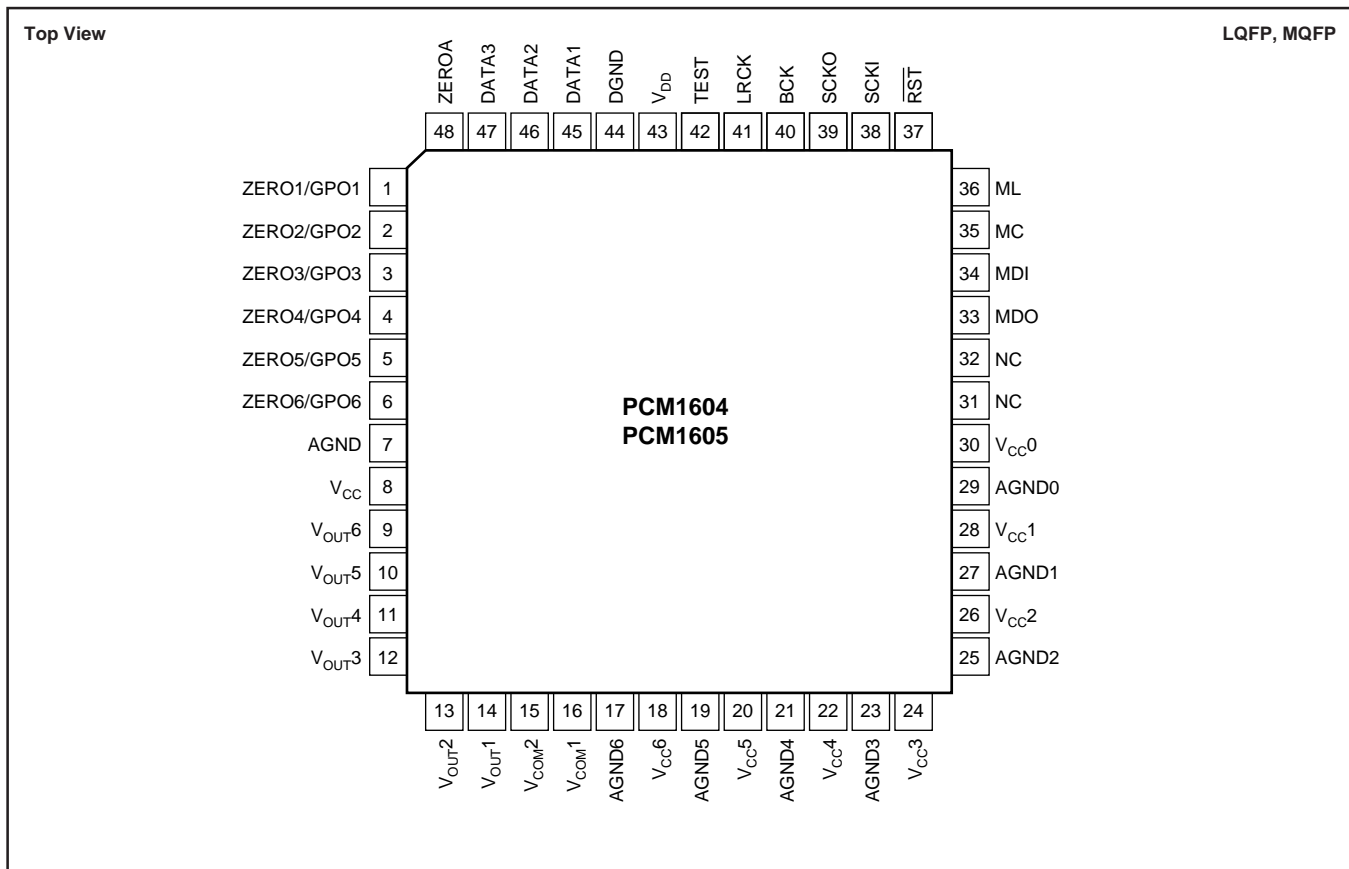 Top View
LQFP, MQFP
ZEROA
DATA3
DATA2
DATA1
DGND
VDD
TEST
LRCK
BCK
SCKO
SCKI
RST
48 47 46 45 44 43 42 41 40 39 38 37
ZERO1/GPO1 1
ZERO2/GPO2 2
ZERO3/GPO3 3
ZERO4/GPO4 4
ZERO5/GPO5 5
ZERO6/GPO6 6
AGND 7
VCC 8
VOUT6 9
VOUT5 10
VOUT4 11
VOUT3 12
PCM1604
PCM1605
36 ML
35 MC
34 MDI
33 MDO
32 NC
31 NC
30 VCC0
29 AGND0
28 VCC1
27 AGND1
26 VCC2
25 AGND2
13 14 15 16 17 18 19 20 21 22 23 24
VOUT2
VOUT1
VCOM2
VCOM1
AGND6
VCC6
AGND5
VCC5
AGND4
VCC4
AGND3
VCC3